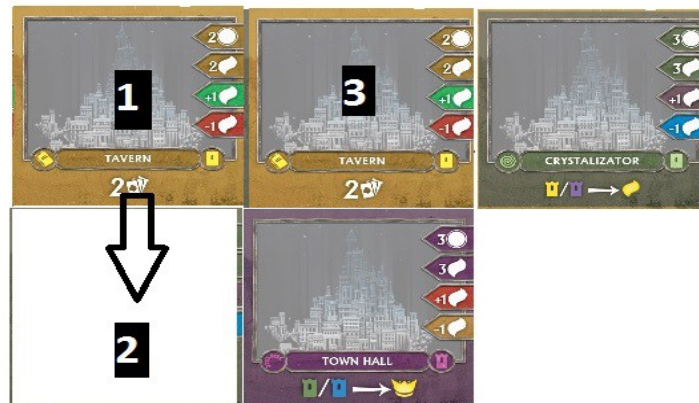 2 2 3
2 2 3
+1 +1 +1
-1 -1 -1
1 3
TAVERN TAVERN CRYSTALIZATOR
2 2 /
3
3
+1
-1
2
TOWN HALL
/